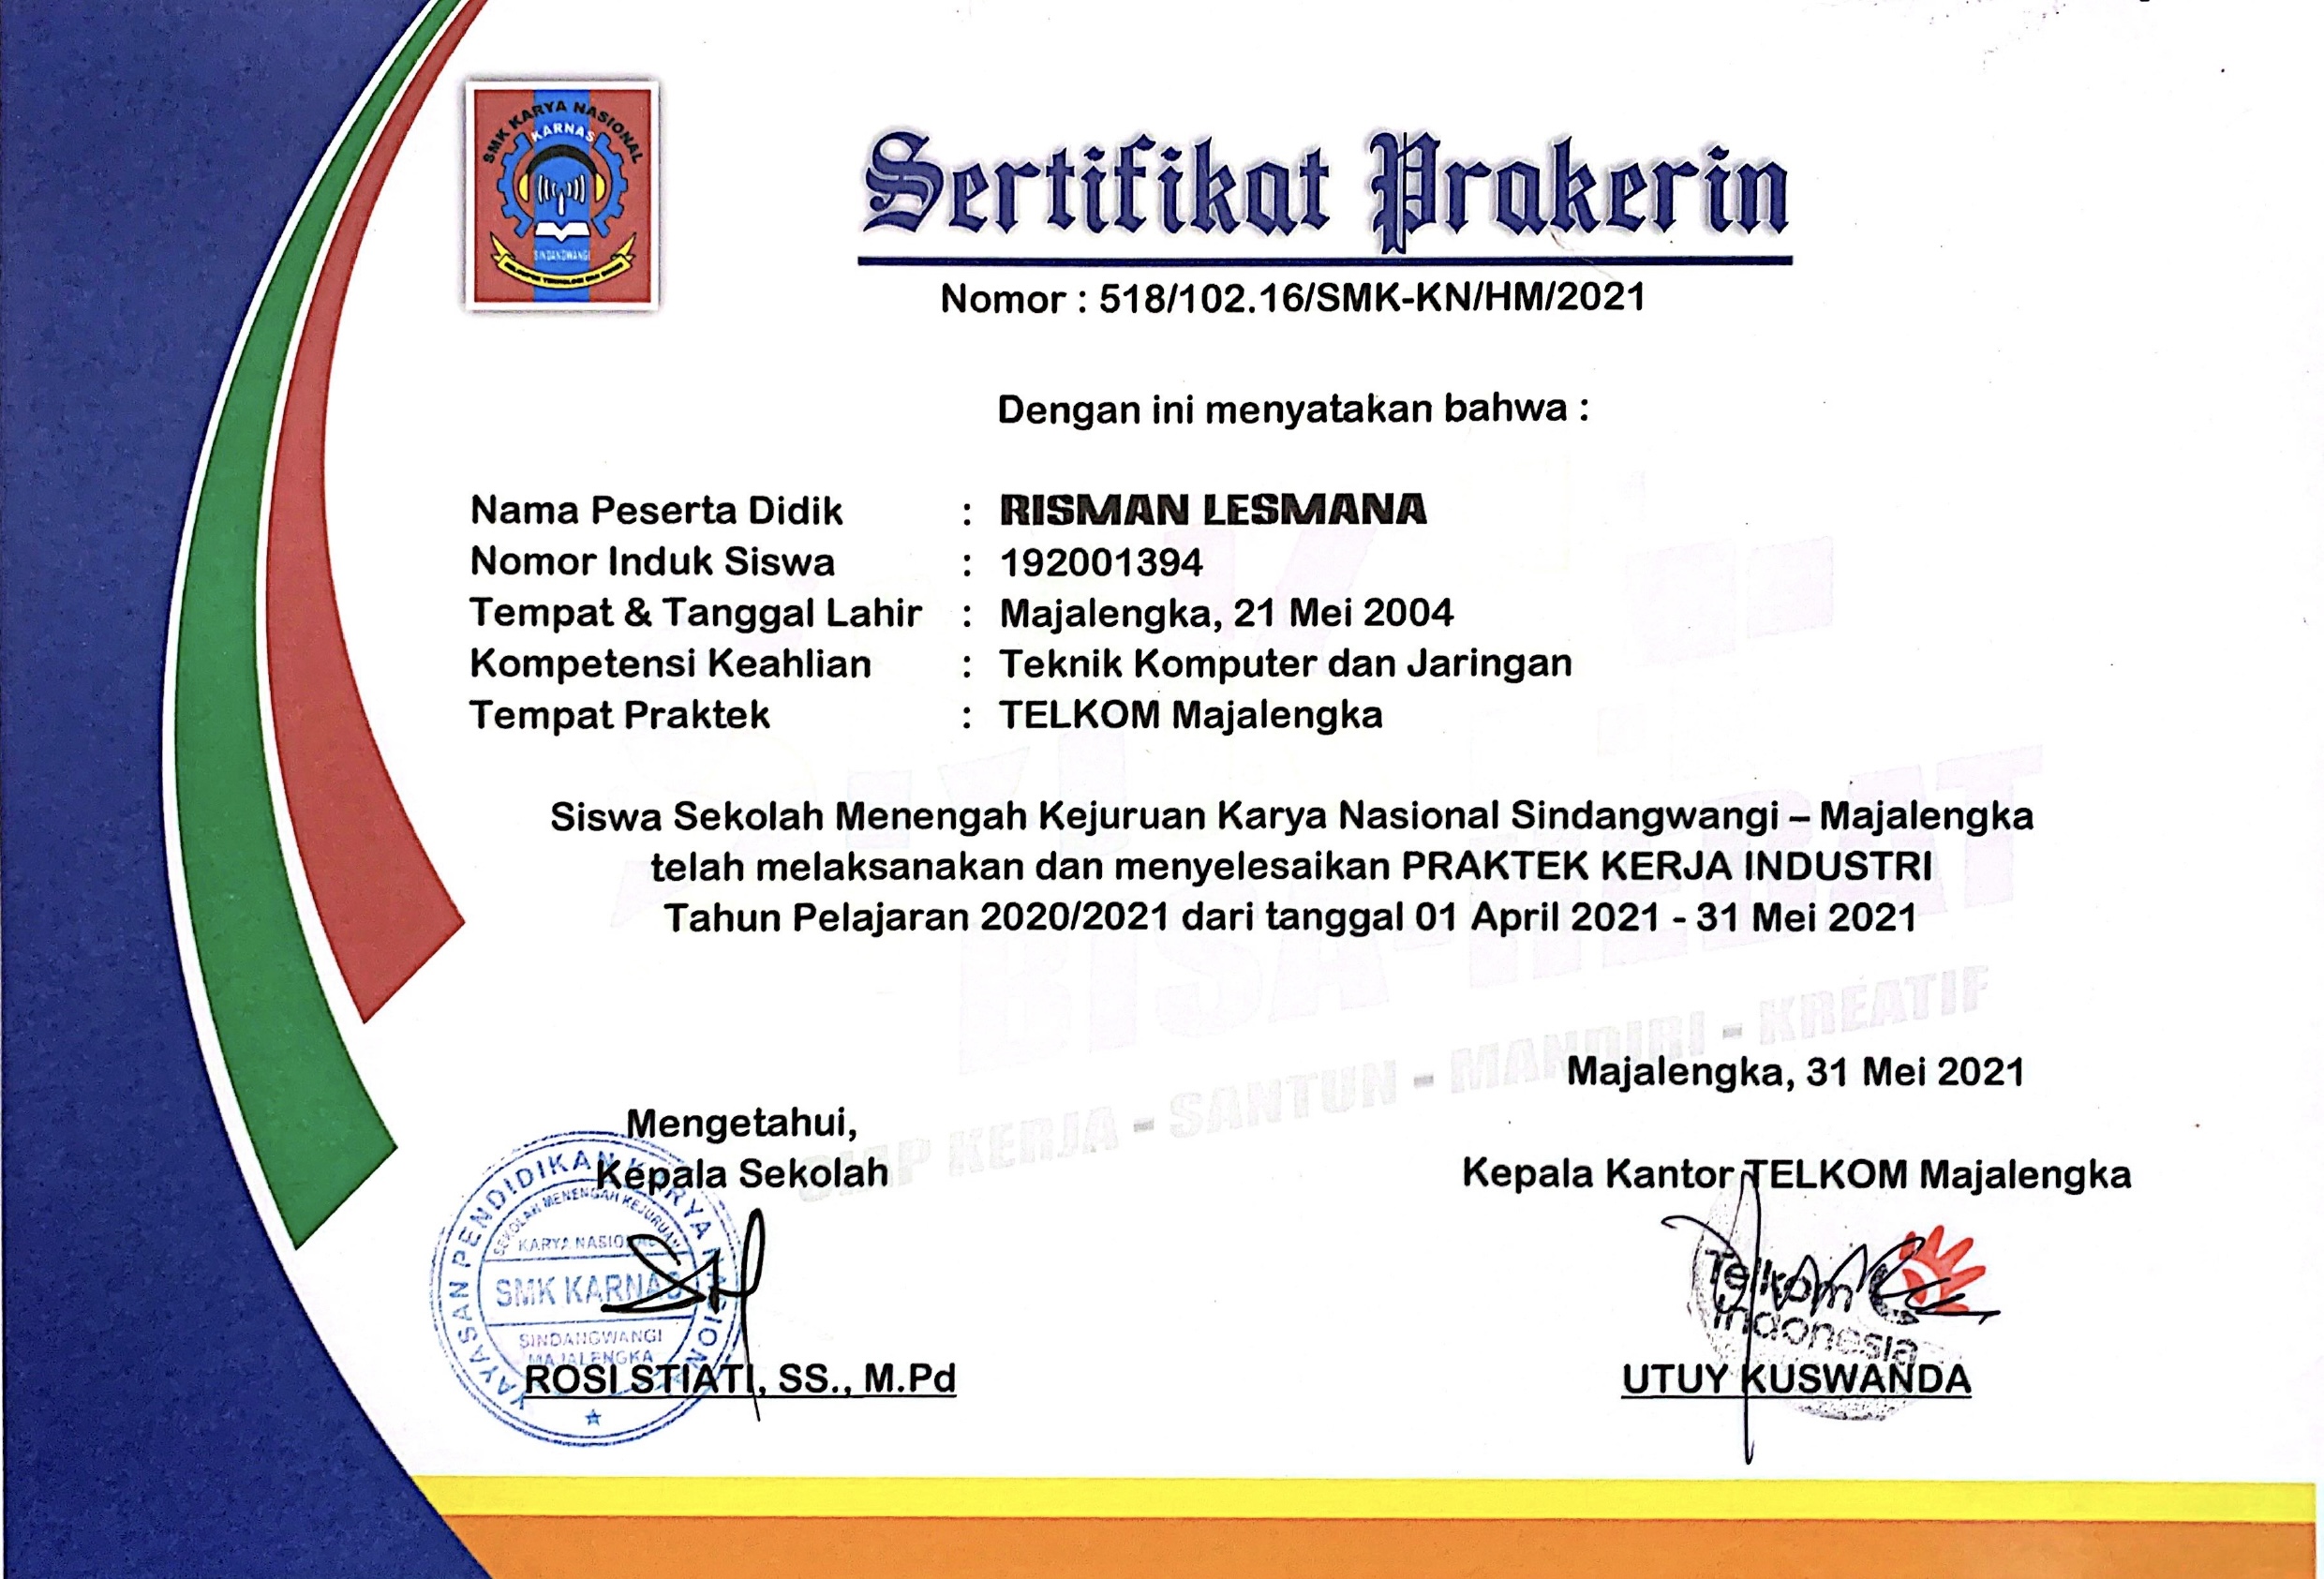 SMK KARYA NASIONAL
KARNAS
SINDANGWANGI
Sertifikat Prakerin
Nomor : 518/102.16/SMK-KN/HM/2021
Dengan ini menyatakan bahwa :
Nama Peserta Didik : RISMAN LESMANA
Nomor Induk Siswa : 192001394
Tempat & Tanggal Lahir : Majalengka, 21 Mei 2004
Kompetensi Keahlian : Teknik Komputer dan Jaringan
Tempat Praktek : TELKOM Majalengka
Siswa Sekolah Menengah Kejuruan Karya Nasional Sindangwangi – Majalengka
telah melaksanakan dan menyelesaikan PRAKTEK KERJA INDUSTRI
Tahun Pelajaran 2020/2021 dari tanggal 01 April 2021 - 31 Mei 2021
BISA-HEBAT
SIAP KERJA - SANTUN - MANDIRI - KREATIF
Majalengka, 31 Mei 2021
Mengetahui,
Kepala Sekolah
Kepala Kantor TELKOM Majalengka
YAYASAN PENDIDIKAN KARYA NASIONAL
SEKOLAH MENENGAH KEJURUAN
KARYA NASIONAL
SMK KARNAS
SINDANGWANGI
MAJALENGKA
Telkom
Indonesia
ROSI STIATI, SS., M.Pd
UTUY KUSWANDA